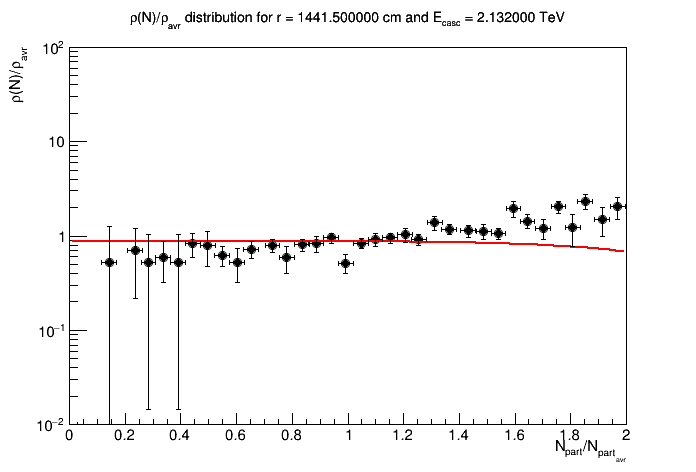 ρ(N)/ρavr distribution for r = 1441.500000 cm and Ecasc = 2.132000 TeV
ρ(N)/ρavr
10²
10
1
10⁻¹
10⁻²
0 0.2 0.4 0.6 0.8 1 1.2 1.4 1.6 1.8 2
Npart/Npartavr